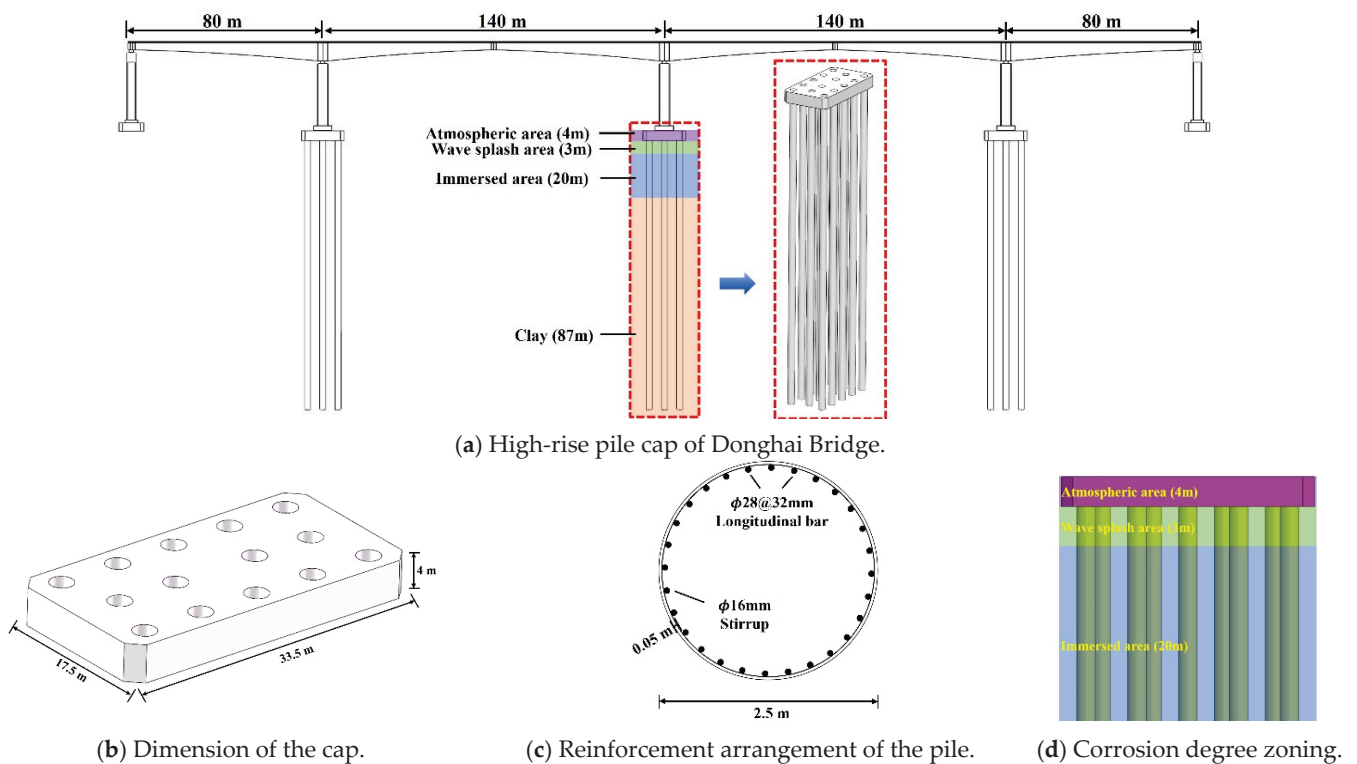 80 m
140 m
140 m
80 m
Atmospheric area (4m)
Wave splash area (3m)
Immersed area (20m)
Clay (87m)
(a) High-rise pile cap of Donghai Bridge.
4 m
17.5 m
33.5 m
(b) Dimension of the cap.
ϕ28@32mm
Longitudinal bar
ϕ16mm
Stirrup
0.05 m
2.5 m
(c) Reinforcement arrangement of the pile.
Atmospheric area (4m)
Wave splash area (3m)
Immersed area (20m)
(d) Corrosion degree zoning.